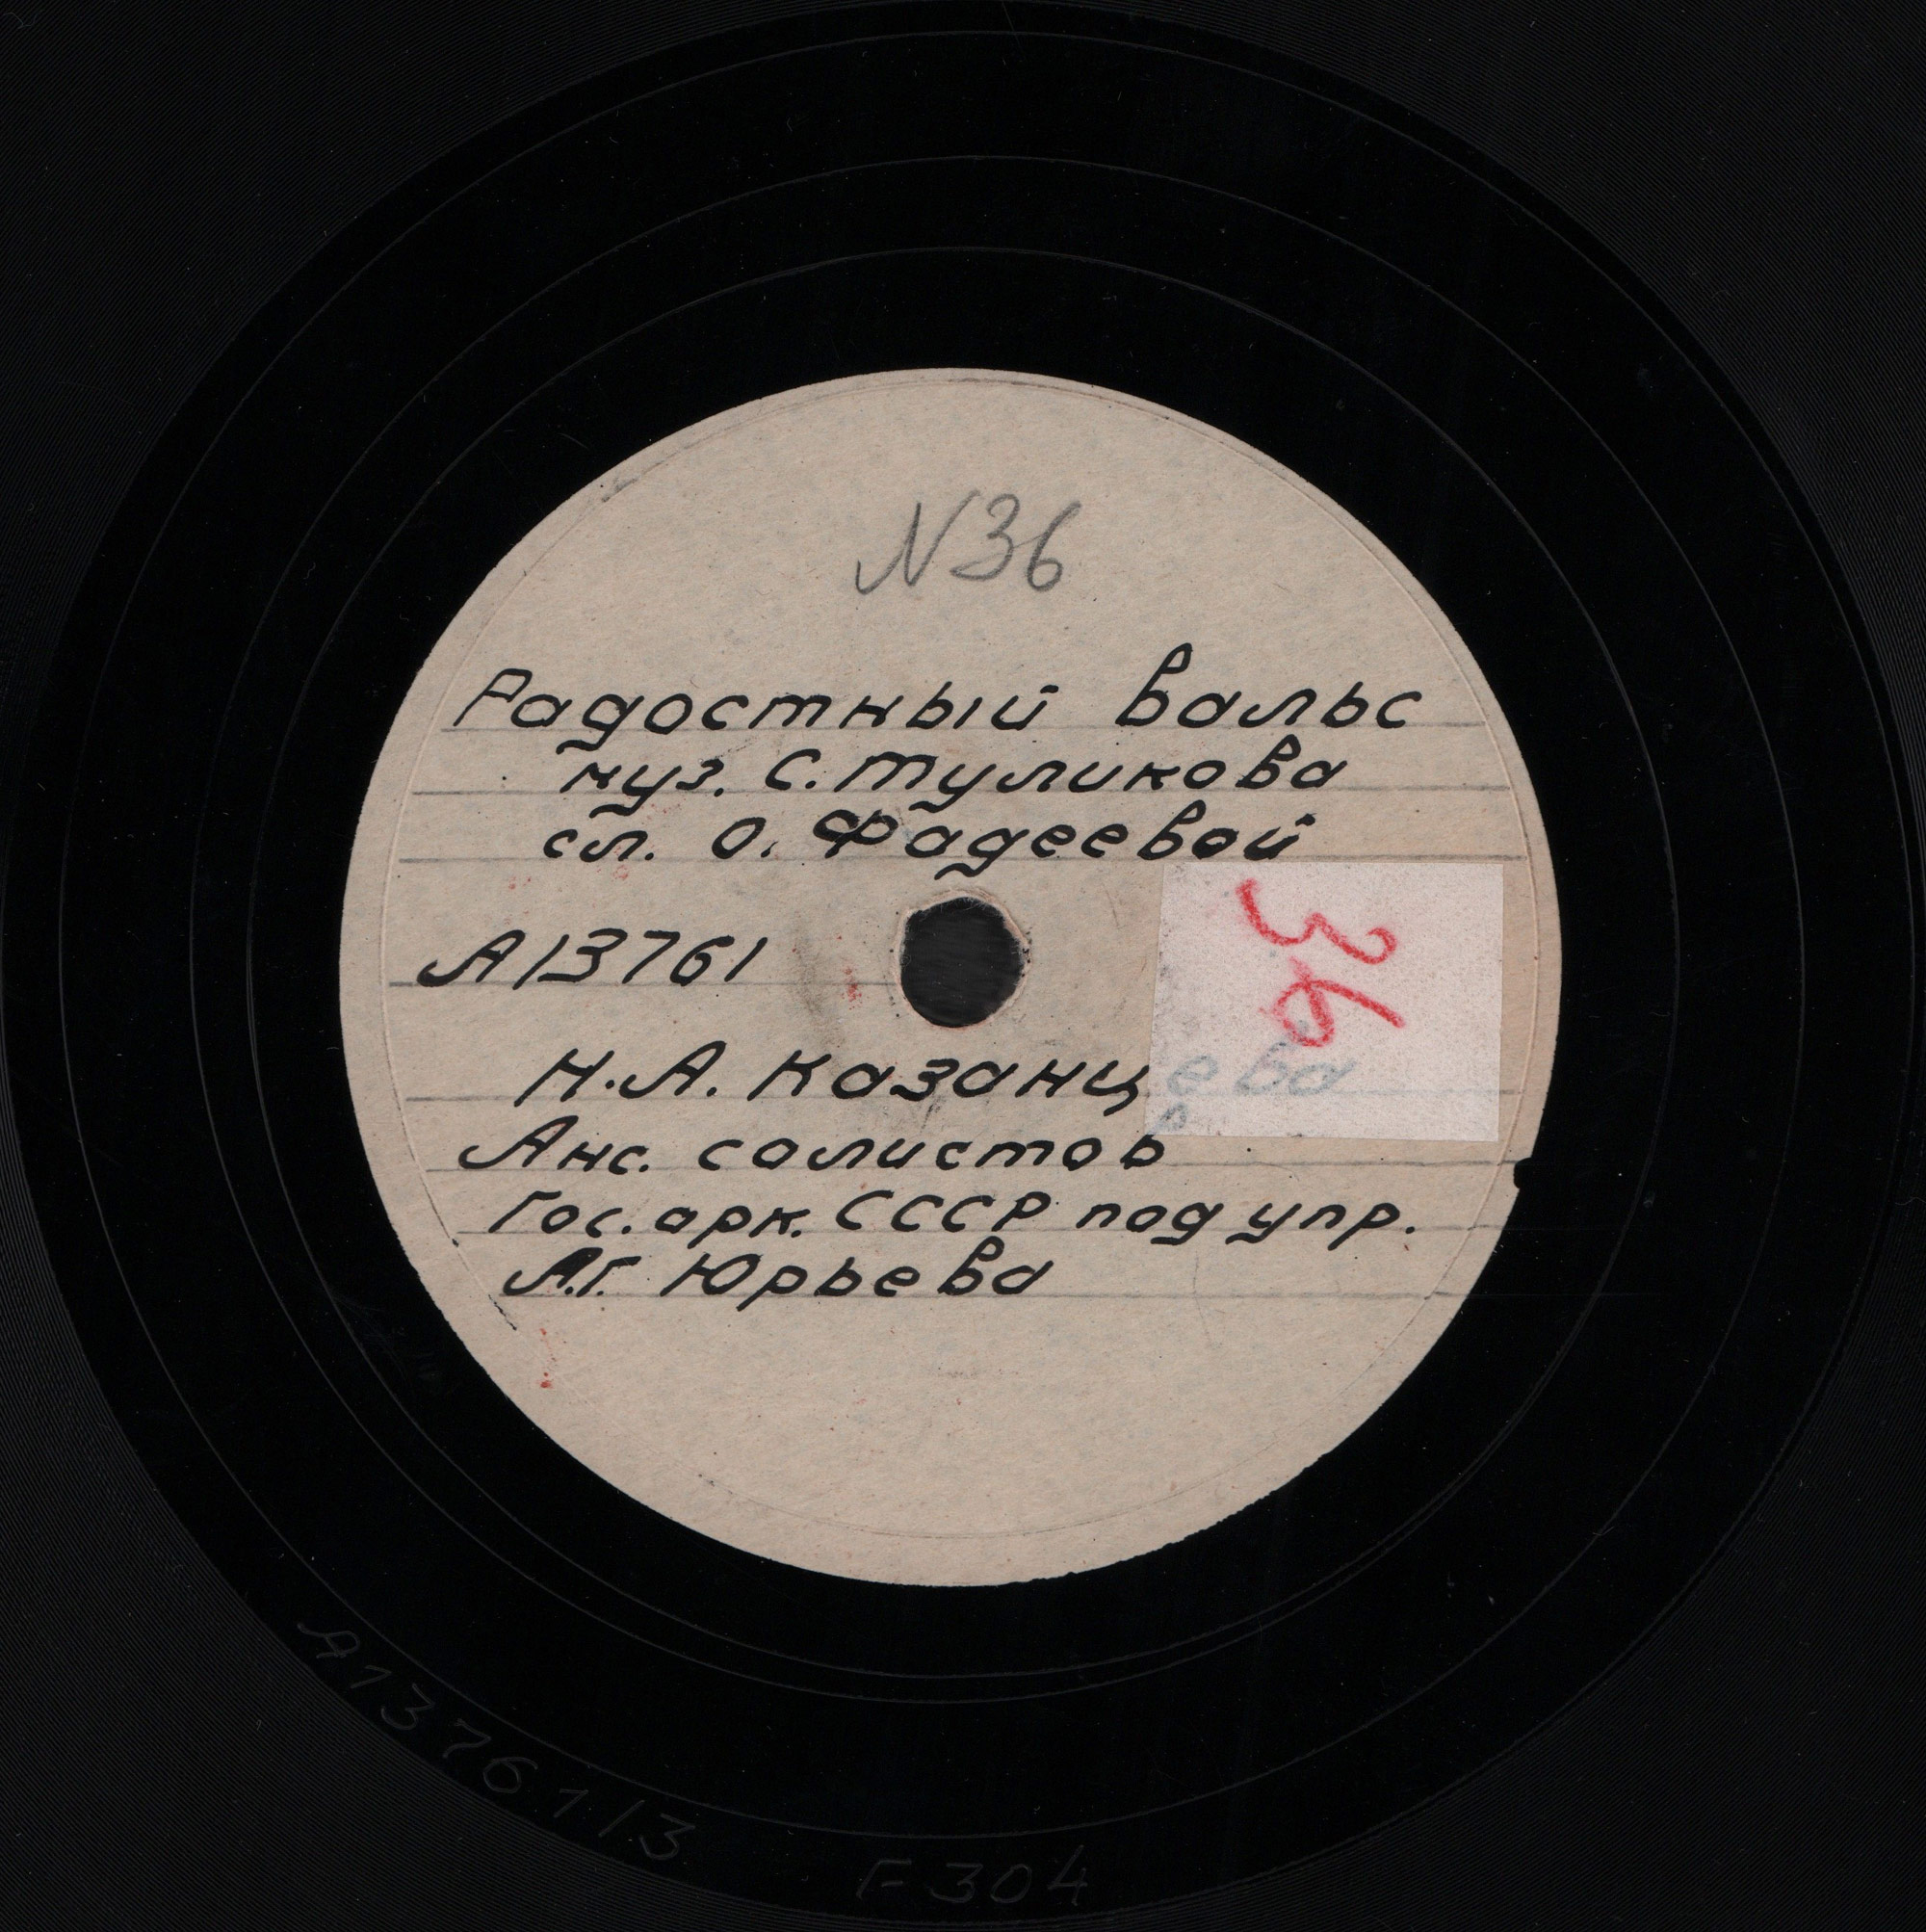 N36
Радостный вальс
муз. С. Туликова
сл. О. Фадеевой
36
А13761
Н. А. Казанцева
Анс. солистов
Гос. орк. СССР под упр.
А.Г. Юрьева
А13761/3
Г304